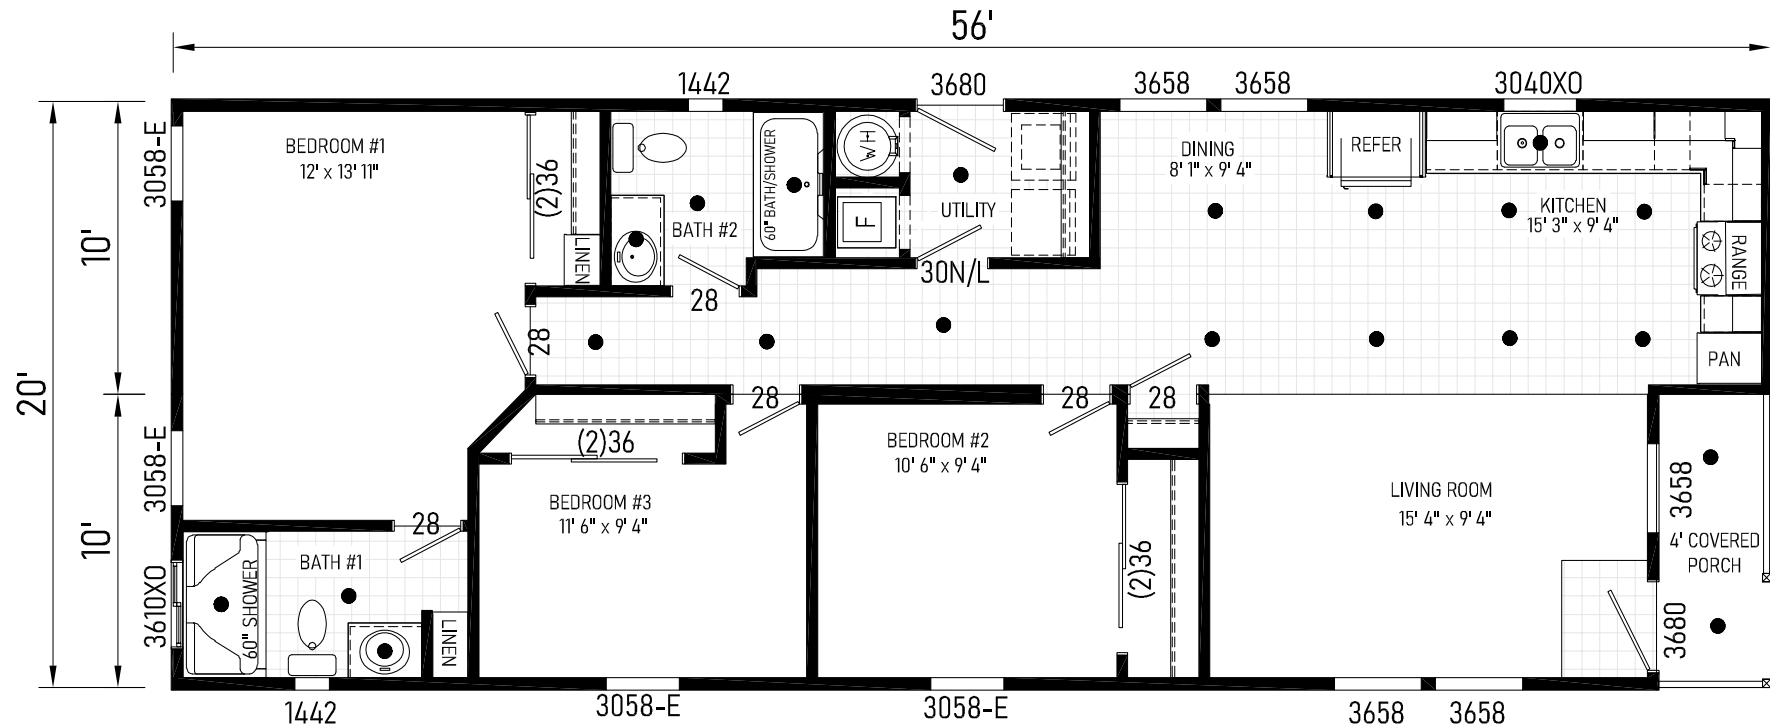 56'
1442
3680
3658
3658
3040XO
3058-E
BEDROOM #1
12' x 13' 11"
(2)36
LINEN
BATH #2
60" BATH/SHOWER
H/W
F
UTILITY
DINING
8' 1" x 9' 4"
REFER
KITCHEN
15' 3" x 9' 4"
RANGE
PAN
10'
20'
10'
28
30N/L
28
28
28
28
(2)36
3058-E
BEDROOM #3
11' 6" x 9' 4"
BEDROOM #2
10' 6" x 9' 4"
(2)36
LIVING ROOM
15' 4" x 9' 4"
3658
4' COVERED
PORCH
3680
28
BATH #1
60" SHOWER
LINEN
3610XO
1442
3058-E
3058-E
3658
3658